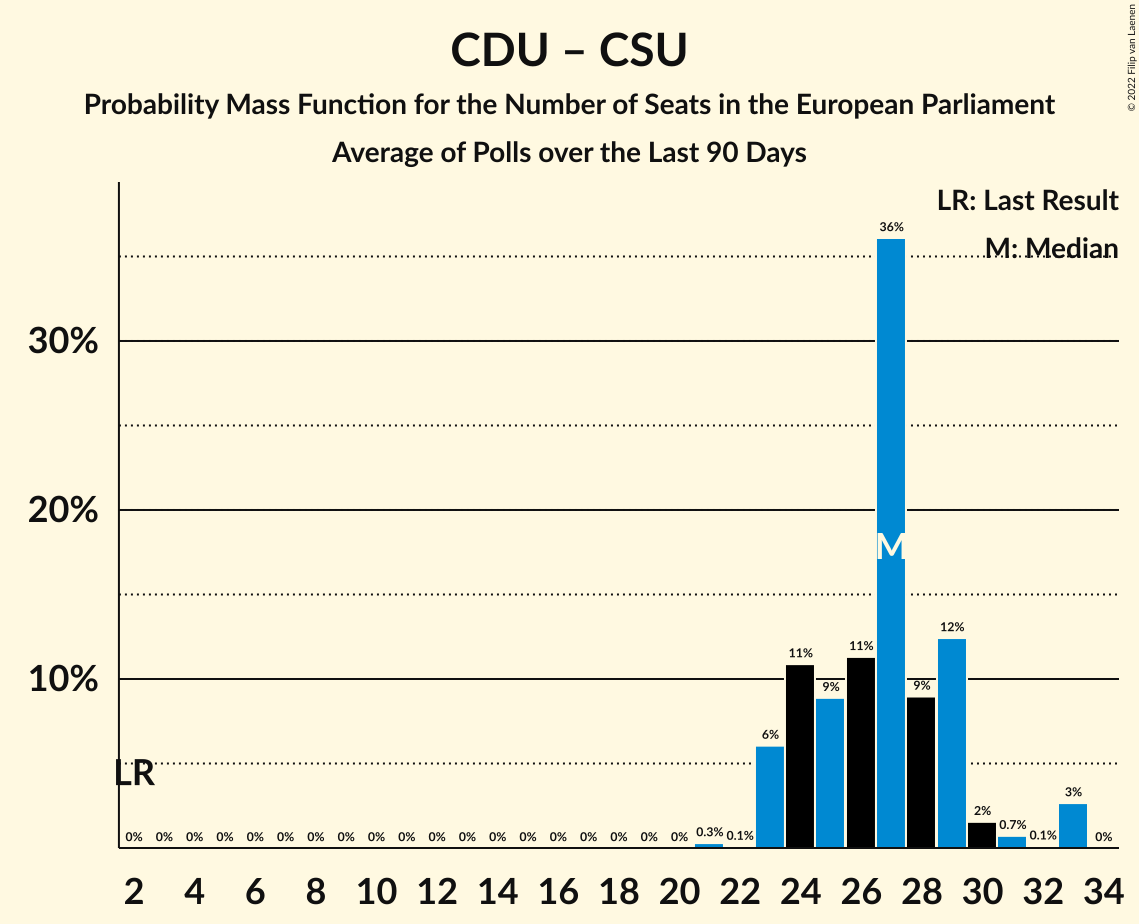 © 2022 Filip van Laenen
CDU – CSU
Probability Mass Function for the Number of Seats in the European Parliament
Average of Polls over the Last 90 Days
LR: Last Result
M: Median
36%
30%
20%
M
12%
11%
11%
10%
9%
9%
6%
LR
3%
0% 0% 0% 0% 0% 0% 0% 0% 0% 0% 0% 0% 0% 0% 0% 0% 0% 0% 0% 0.3% 0.1% 2% 0.7% 0.1% 0%
2 4 6 8 10 12 14 16 18 20 22 24 26 28 30 32 34